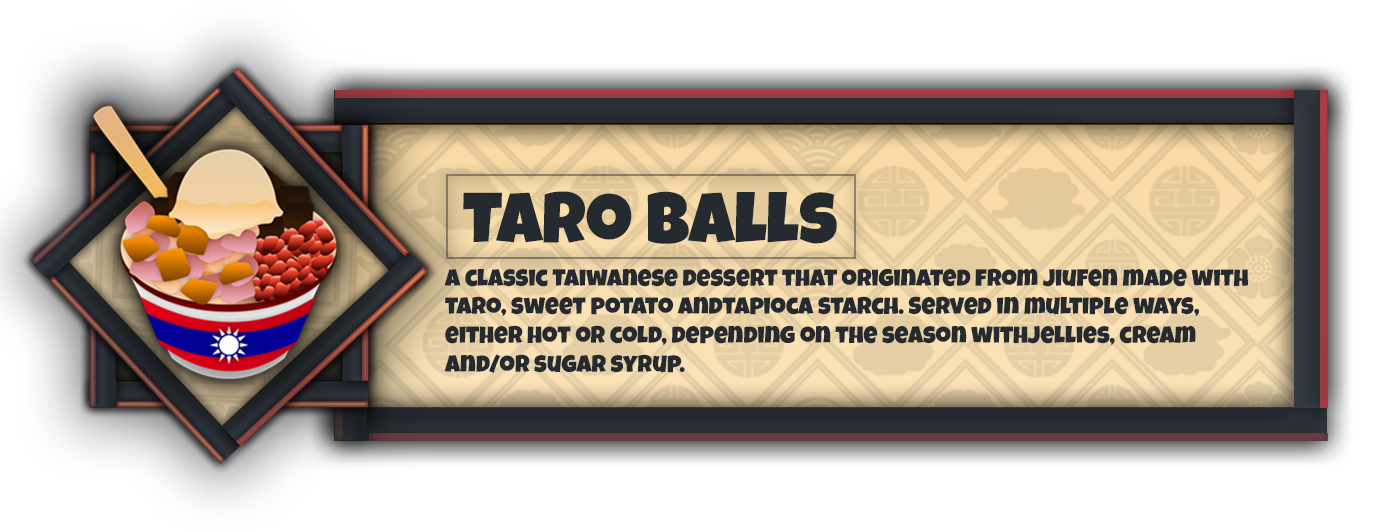 TARO BALLS
A CLASSIC TAIWANESE DESSERT THAT ORIGINATED FROM JIUFEN MADE WITH
TARO, SWEET POTATO ANDTAPIOCA STARCH. SERVED IN MULTIPLE WAYS,
EITHER HOT OR COLD, DEPENDING ON THE SEASON WITHJELLIES, CREAM
AND/OR SUGAR SYRUP.